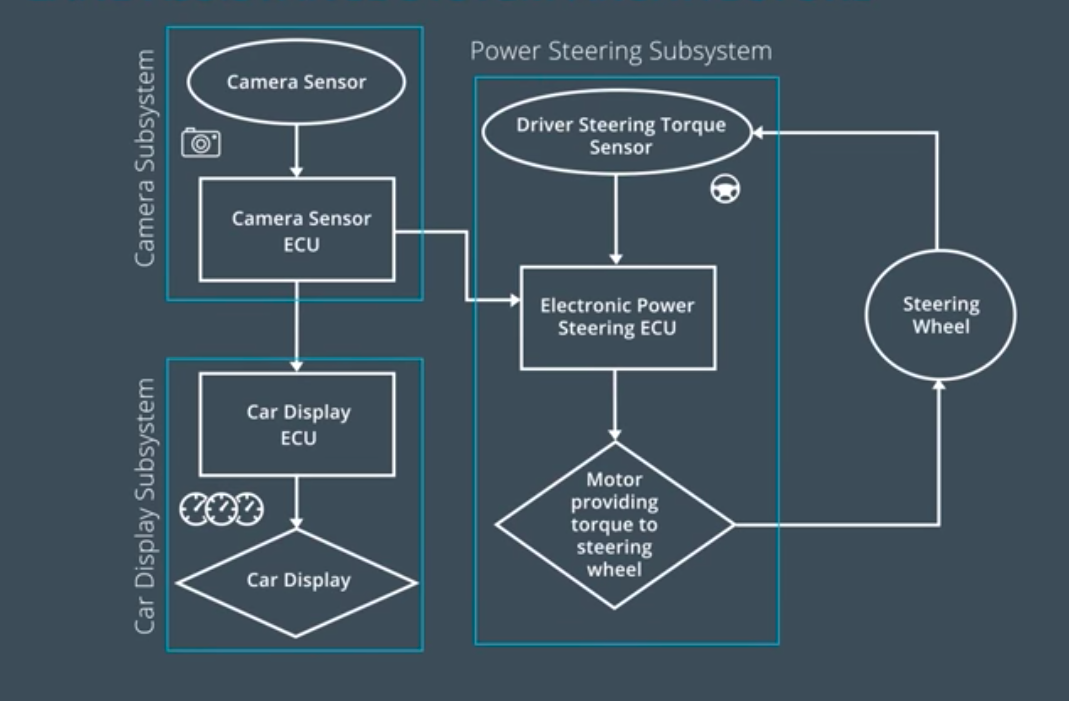 Camera Subsystem
Camera Sensor
Camera Sensor
ECU
Power Steering Subsystem
Driver Steering Torque
Sensor
Electronic Power
Steering ECU
Motor
providing
torque to
steering
wheel
Steering
Wheel
Car Display Subsystem
Car Display
ECU
Car Display